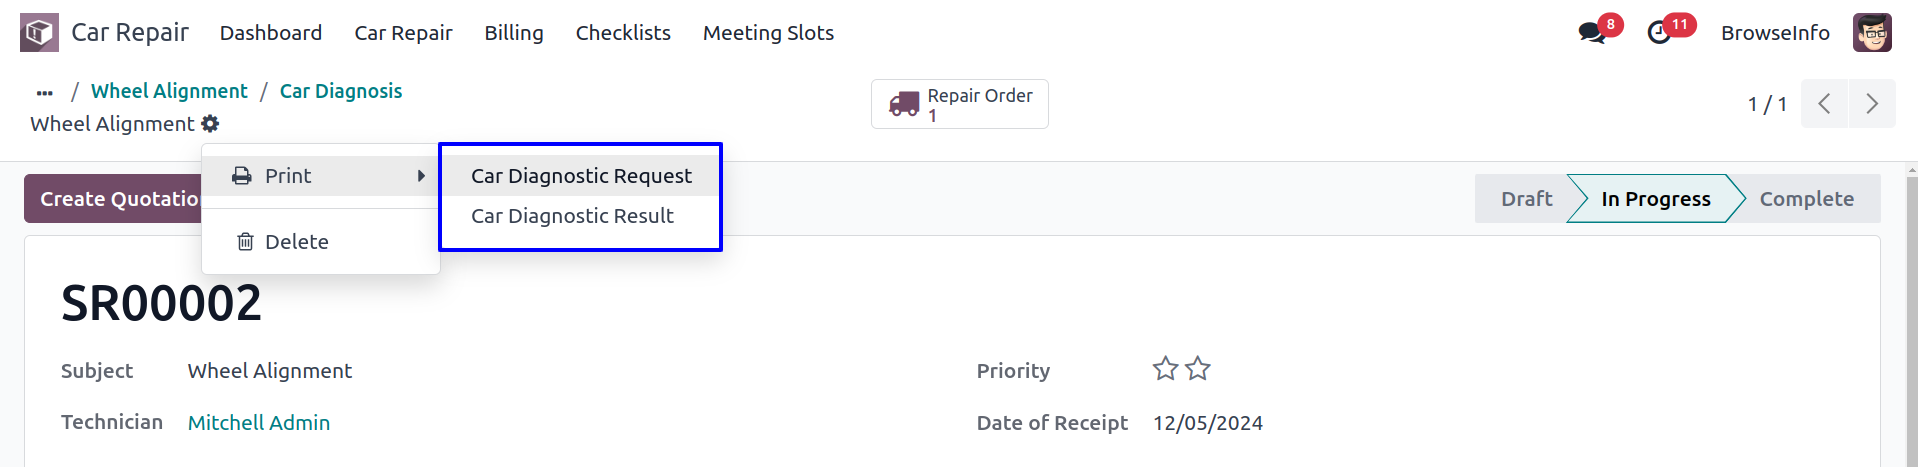 Car Repair Dashboard Car Repair Billing Checklists Meeting Slots 8 11 BrowseInfo
... / Wheel Alignment / Car Diagnosis
Wheel Alignment
Repair Order
1
1 / 1
Print
Car Diagnostic Request
Car Diagnostic Result
Delete
Create Quotatio
Draft In Progress Complete
SR00002
Subject Wheel Alignment
Priority
Technician Mitchell Admin
Date of Receipt 12/05/2024